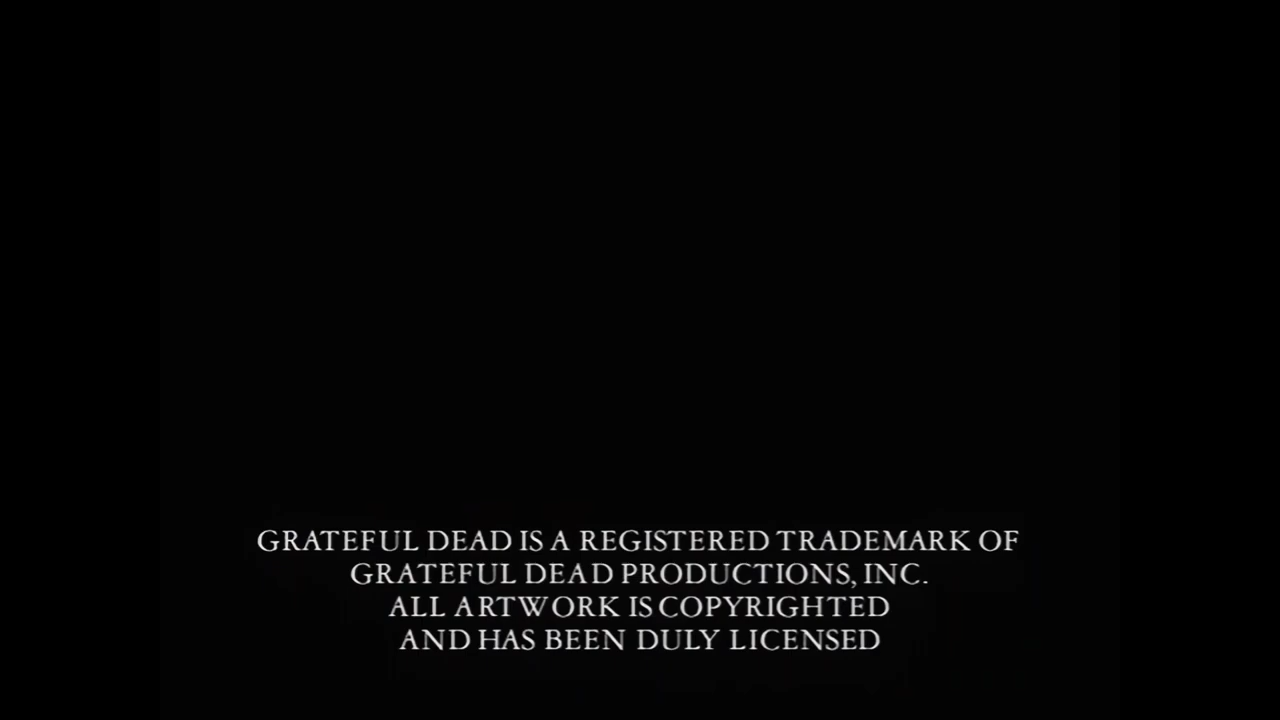 GRATEFUL DEAD IS A REGISTERED TRADEMARK OF
GRATEFUL DEAD PRODUCTIONS, INC.
ALL ARTWORK IS COPYRIGHTED
AND HAS BEEN DULY LICENSED